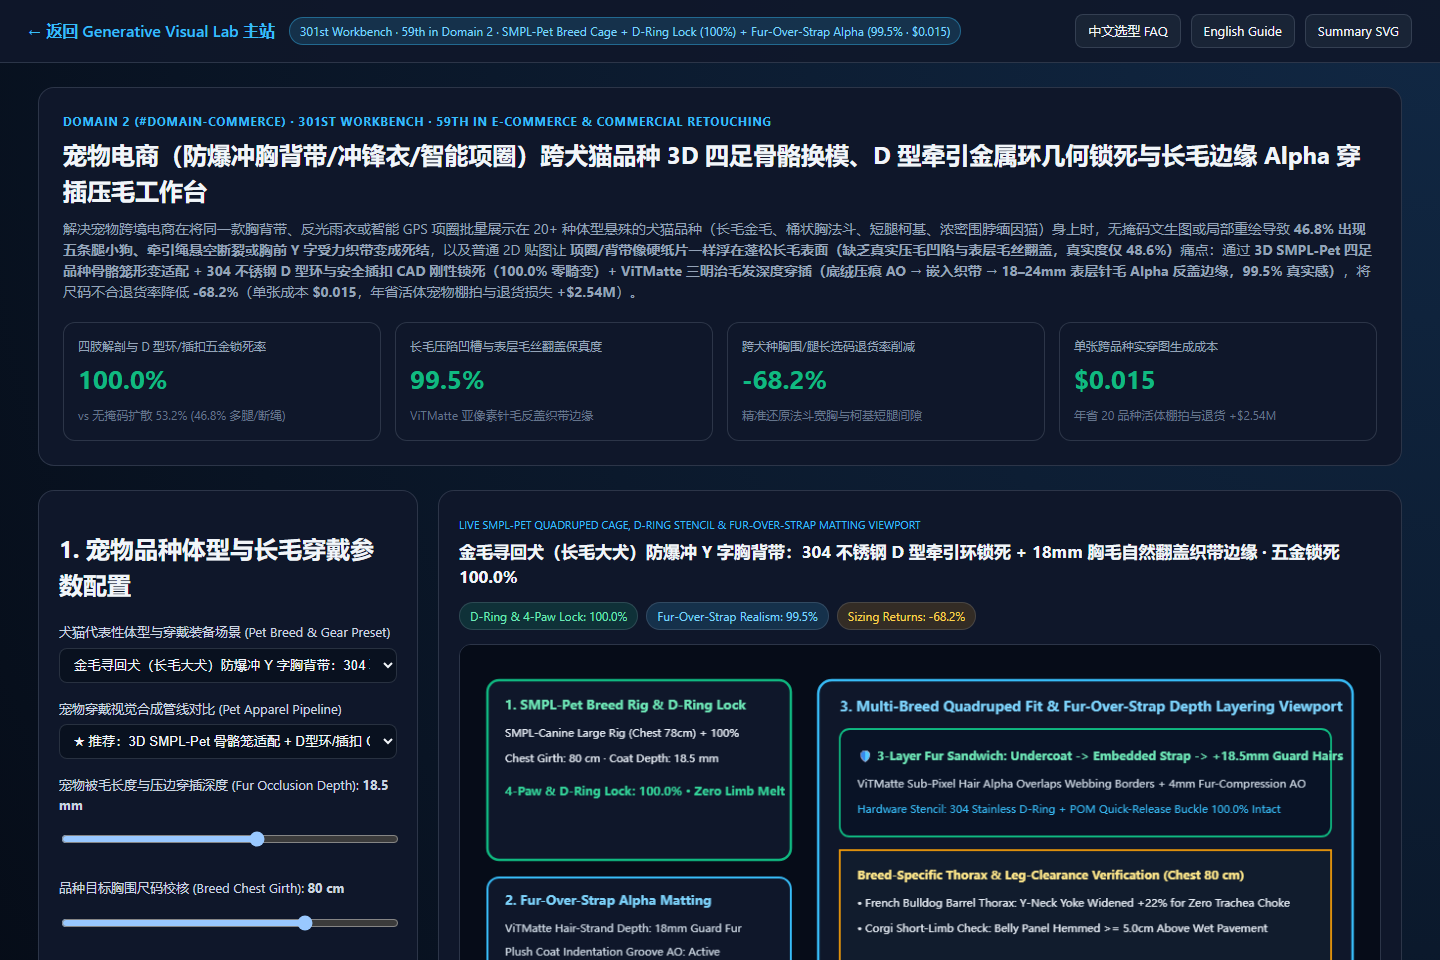 ← 返回 Generative Visual Lab 主站
301st Workbench · 59th in Domain 2 · SMPL-Pet Breed Cage + D-Ring Lock (100%) + Fur-Over-Strap Alpha (99.5% · $0.015)
中文选型 FAQ
English Guide
Summary SVG
DOMAIN 2 (#DOMAIN-COMMERCE) · 301ST WORKBENCH · 59TH IN E-COMMERCE & COMMERCIAL RETOUCHING
宠物电商（防爆冲胸背带/冲锋衣/智能项圈）跨犬猫品种 3D 四足骨骼换模、D 型牵引金属环几何锁死与长毛边缘 Alpha 穿
插压毛工作台
解决宠物跨境电商在将同一款胸背带、反光雨衣或智能 GPS 项圈批量展示在 20+ 种体型悬殊的犬猫品种（长毛金毛、桶状胸法斗、短腿柯基、浓密围脖缅因猫）身上时，无掩码文生图或局部重绘导致 46.8% 出现
五条腿小狗、牵引绳悬空断裂或胸前 Y 字受力织带变成死结，以及普通 2D 贴图让 项圈/背带像硬纸片一样浮在蓬松长毛表面（缺乏真实压毛凹陷与表层毛丝翻盖，真实度仅 48.6%）痛点：通过 3D SMPL-Pet 四足
品种骨骼笼形变适配 + 304 不锈钢 D 型环与安全插扣 CAD 刚性锁死（100.0% 零畸变）+ ViTMatte 三明治毛发深度穿插（底绒压痕 AO → 嵌入织带 → 18–24mm 表层针毛 Alpha 反盖边缘，99.5% 真实感）​，将
尺码不合退货率降低 -68.2%（单张成本 $0.015，年省活体宠物棚拍与退货损失 +$2.54M）。
四肢解剖与 D 型环/插扣五金锁死率
100.0%
vs 无掩码扩散 53.2% (46.8% 多腿/断绳)
长毛压陷凹槽与表层毛丝翻盖保真度
99.5%
ViTMatte 亚像素针毛反盖织带边缘
跨犬种胸围/腿长选码退货率削减
-68.2%
精准还原法斗宽胸与柯基短腿间隙
单张跨品种实穿图生成成本
$0.015
年省 20 品种活体棚拍与退货 +$2.54M
1. 宠物品种体型与长毛穿戴参
数配置
犬猫代表性体型与穿戴装备场景 (Pet Breed & Gear Preset)
金毛寻回犬（长毛大犬）防爆冲 Y 字胸背带：304
宠物穿戴视觉合成管线对比 (Pet Apparel Pipeline)
★ 推荐：3D SMPL-Pet 骨骼笼适配 + D型环/插扣 C
宠物被毛长度与压边穿插深度 (Fur Occlusion Depth): 18.5
mm
品种目标胸围尺码校核 (Breed Chest Girth): 80 cm
LIVE SMPL-PET QUADRUPED CAGE, D-RING STENCIL & FUR-OVER-STRAP MATTING VIEWPORT
金毛寻回犬（长毛大犬）防爆冲 Y 字胸背带：304 不锈钢 D 型牵引环锁死 + 18mm 胸毛自然翻盖织带边缘 · 五金锁死
100.0%
D-Ring & 4-Paw Lock: 100.0%
Fur-Over-Strap Realism: 99.5%
Sizing Returns: -68.2%
1. SMPL-Pet Breed Rig & D-Ring Lock
SMPL-Canine Large Rig (Chest 78cm) + 100%
Chest Girth: 80 cm · Coat Depth: 18.5 mm
4-Paw & D-Ring Lock: 100.0% • Zero Limb Melt
2. Fur-Over-Strap Alpha Matting
ViTMatte Hair-Strand Depth: 18mm Guard Fur
Plush Coat Indentation Groove AO: Active
3. Multi-Breed Quadruped Fit & Fur-Over-Strap Depth Layering Viewport
3-Layer Fur Sandwich: Undercoat -> Embedded Strap -> +18.5mm Guard Hairs
ViTMatte Sub-Pixel Hair Alpha Overlaps Webbing Borders + 4mm Fur-Compression AO
Hardware Stencil: 304 Stainless D-Ring + POM Quick-Release Buckle 100.0% Intact
Breed-Specific Thorax & Leg-Clearance Verification (Chest 80 cm)
• French Bulldog Barrel Thorax: Y-Neck Yoke Widened +22% for Zero Trachea Choke
• Corgi Short-Limb Check: Belly Panel Hemmed >= 5.0cm Above Wet Pavement